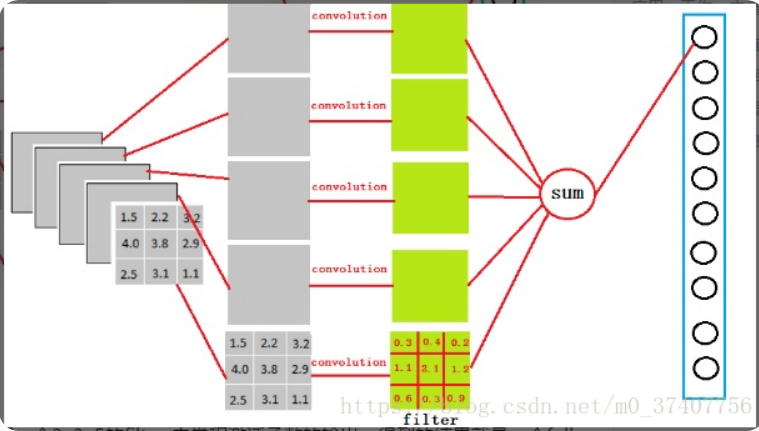 convolution
convolution
convolution
convolution
convolution
1.5 2.2 3.2
4.0 3.8 2.9
2.5 3.1 1.1
1.5 2.2 3.2
4.0 3.8 2.9
2.5 3.1 1.1
0.3 0.4 0.2
1.1 2.1 1.2
0.6 0.3 0.9
filter
sum
blog.csdn.net/m0_37407756